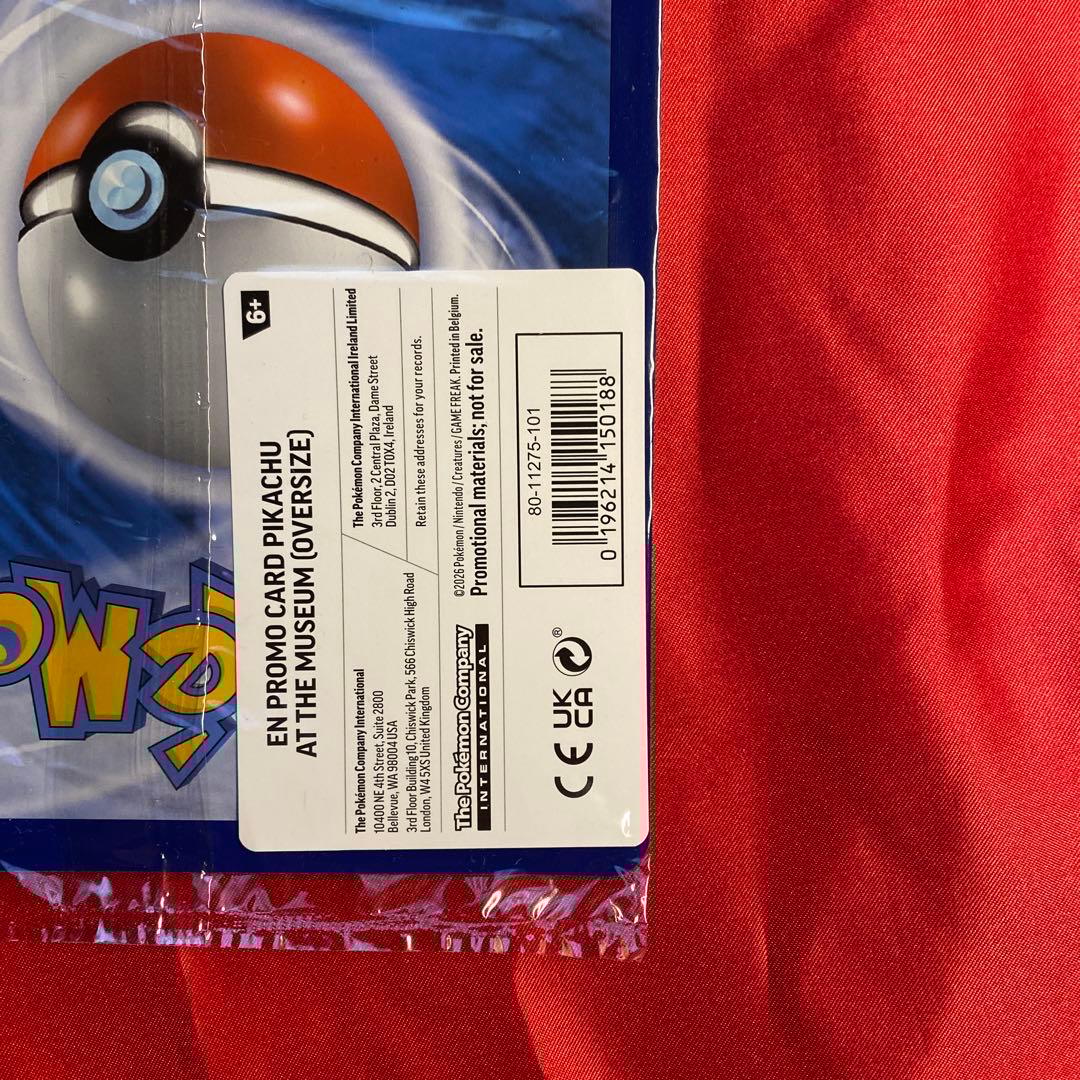 6+
EN PROMO CARD PIKACHU
AT THE MUSEUM (OVERSIZE)
The Pokémon Company International
10400 NE 4th Street, Suite 2800
Bellevue, WA 98004 USA
3rd Floor Building10, Chiswick Park, 566 Chiswick High Road
London, W4 5XS United Kingdom
The Pokémon Company International Ireland Limited
3rd Floor, 2 Central Plaza, Dame Street
Dublin 2, D02 T0X4, Ireland
Retain these addresses for your records.
The Pokémon Company
INTERNATIONAL
©2026 Pokémon / Nintendo / Creatures / GAME FREAK. Printed in Belgium.
Promotional materials; not for sale.
CE UK
CA ®
80-11275-101
0 196214 150188